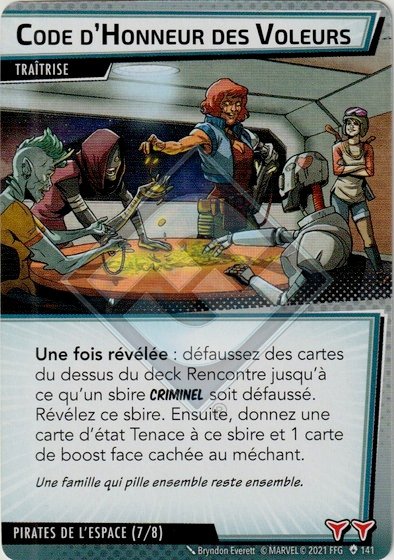 CODE D'HONNEUR DES VOLEURS
TRAÎTRISE
Une fois révélée : défaussez des cartes
du dessus du deck Rencontre jusqu'à
ce qu'un sbire CRIMINEL soit défaussé.
Révélez ce sbire. Ensuite, donnez une
carte d'état Tenace à ce sbire et 1 carte
de boost face cachée au méchant.
Une famille qui pille ensemble reste ensemble.
PIRATES DE L'ESPACE (7/8)
Bryndon Everett © MARVEL © 2021 FFG 141